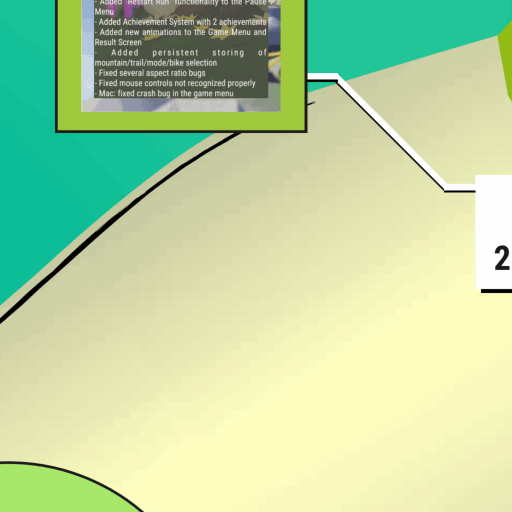 - Added "Restart Run" functionality to the Pause
Menu
- Added Achievement System with 2 achievements
- Added new animations to the Game Menu and
Result Screen
- Added persistent storing of
mountain/trail/mode/bike selection
- Fixed several aspect ratio bugs
- Fixed mouse controls not recognized properly
- Mac: fixed crash bug in the game menu
2